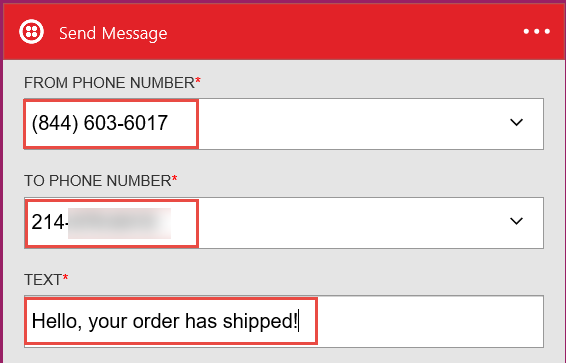 Send Message
FROM PHONE NUMBER*
(844) 603-6017
TO PHONE NUMBER*
214-
TEXT*
Hello, your order has shipped!